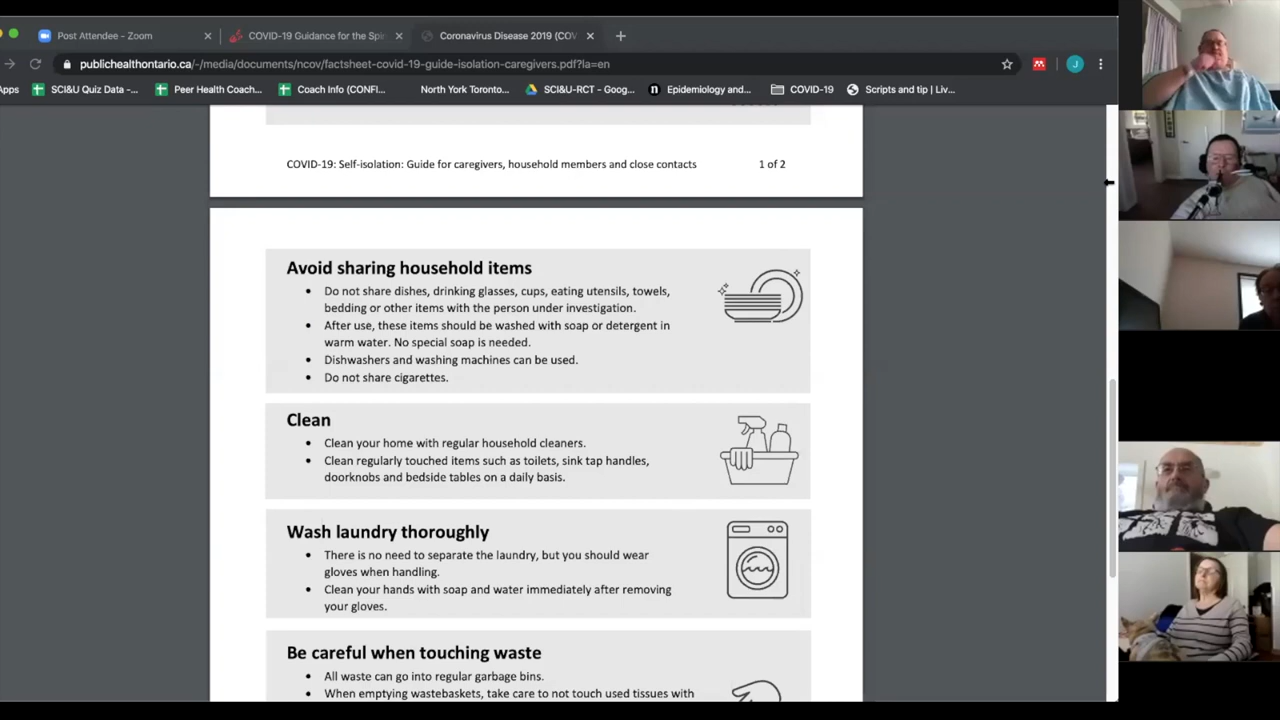 Post Attendee - Zoom
COVID-19 Guidance for the Spi
Coronavirus Disease 2019 (COV
publichealthontario.ca/-/media/documents/ncov/factsheet-covid-19-guide-isolation-caregivers.pdf?la=en
J
Apps
SCI&U Quiz Data -...
Peer Health Coach...
Coach Info (CONFI...
North York Toronto...
SCI&U-RCT - Goog...
n
Epidemiology and...
COVID-19
Scripts and tip | Liv...
COVID-19: Self-isolation: Guide for caregivers, household members and close contacts 1 of 2
Avoid sharing household items
• Do not share dishes, drinking glasses, cups, eating utensils, towels,
bedding or other items with the person under investigation.
• After use, these items should be washed with soap or detergent in
warm water. No special soap is needed.
• Dishwashers and washing machines can be used.
• Do not share cigarettes.
Clean
• Clean your home with regular household cleaners.
• Clean regularly touched items such as toilets, sink tap handles,
doorknobs and bedside tables on a daily basis.
Wash laundry thoroughly
• There is no need to separate the laundry, but you should wear
gloves when handling.
• Clean your hands with soap and water immediately after removing
your gloves.
Be careful when touching waste
• All waste can go into regular garbage bins.
• When emptying wastebaskets, take care to not touch used tissues with